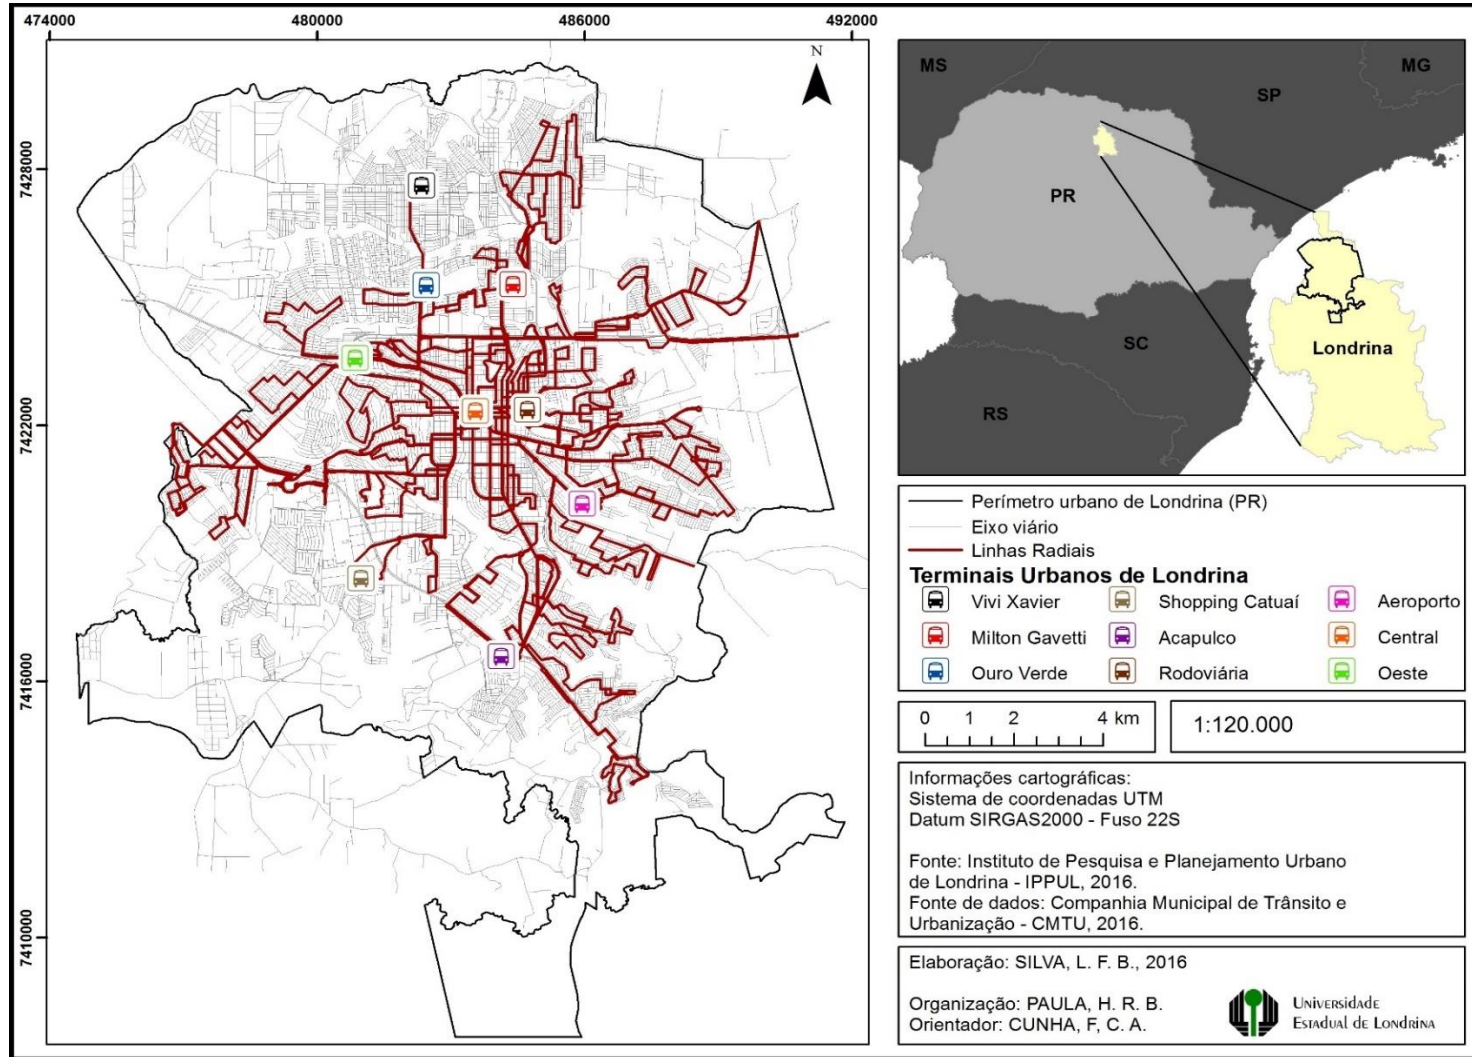 474000
480000
486000
492000
7428000
7422000
7416000
7410000
N
MS
MG
SP
PR
SC
RS
Londrina
Perímetro urbano de Londrina (PR)
Eixo viário
Linhas Radiais
Terminais Urbanos de Londrina
Vivi Xavier
Shopping Catuaí
Aeroporto
Milton Gavetti
Acapulco
Central
Ouro Verde
Rodoviária
Oeste
0 1 2 4 km
1:120.000
Informações cartográficas:
Sistema de coordenadas UTM
Datum SIRGAS2000 - Fuso 22S
Fonte: Instituto de Pesquisa e Planejamento Urbano
de Londrina - IPPUL, 2016.
Fonte de dados: Companhia Municipal de Trânsito e
Urbanização - CMTU, 2016.
Elaboração: SILVA, L. F. B., 2016
Organização: PAULA, H. R. B.
Orientador: CUNHA, F, C. A.
Universidade
Estadual de Londrina